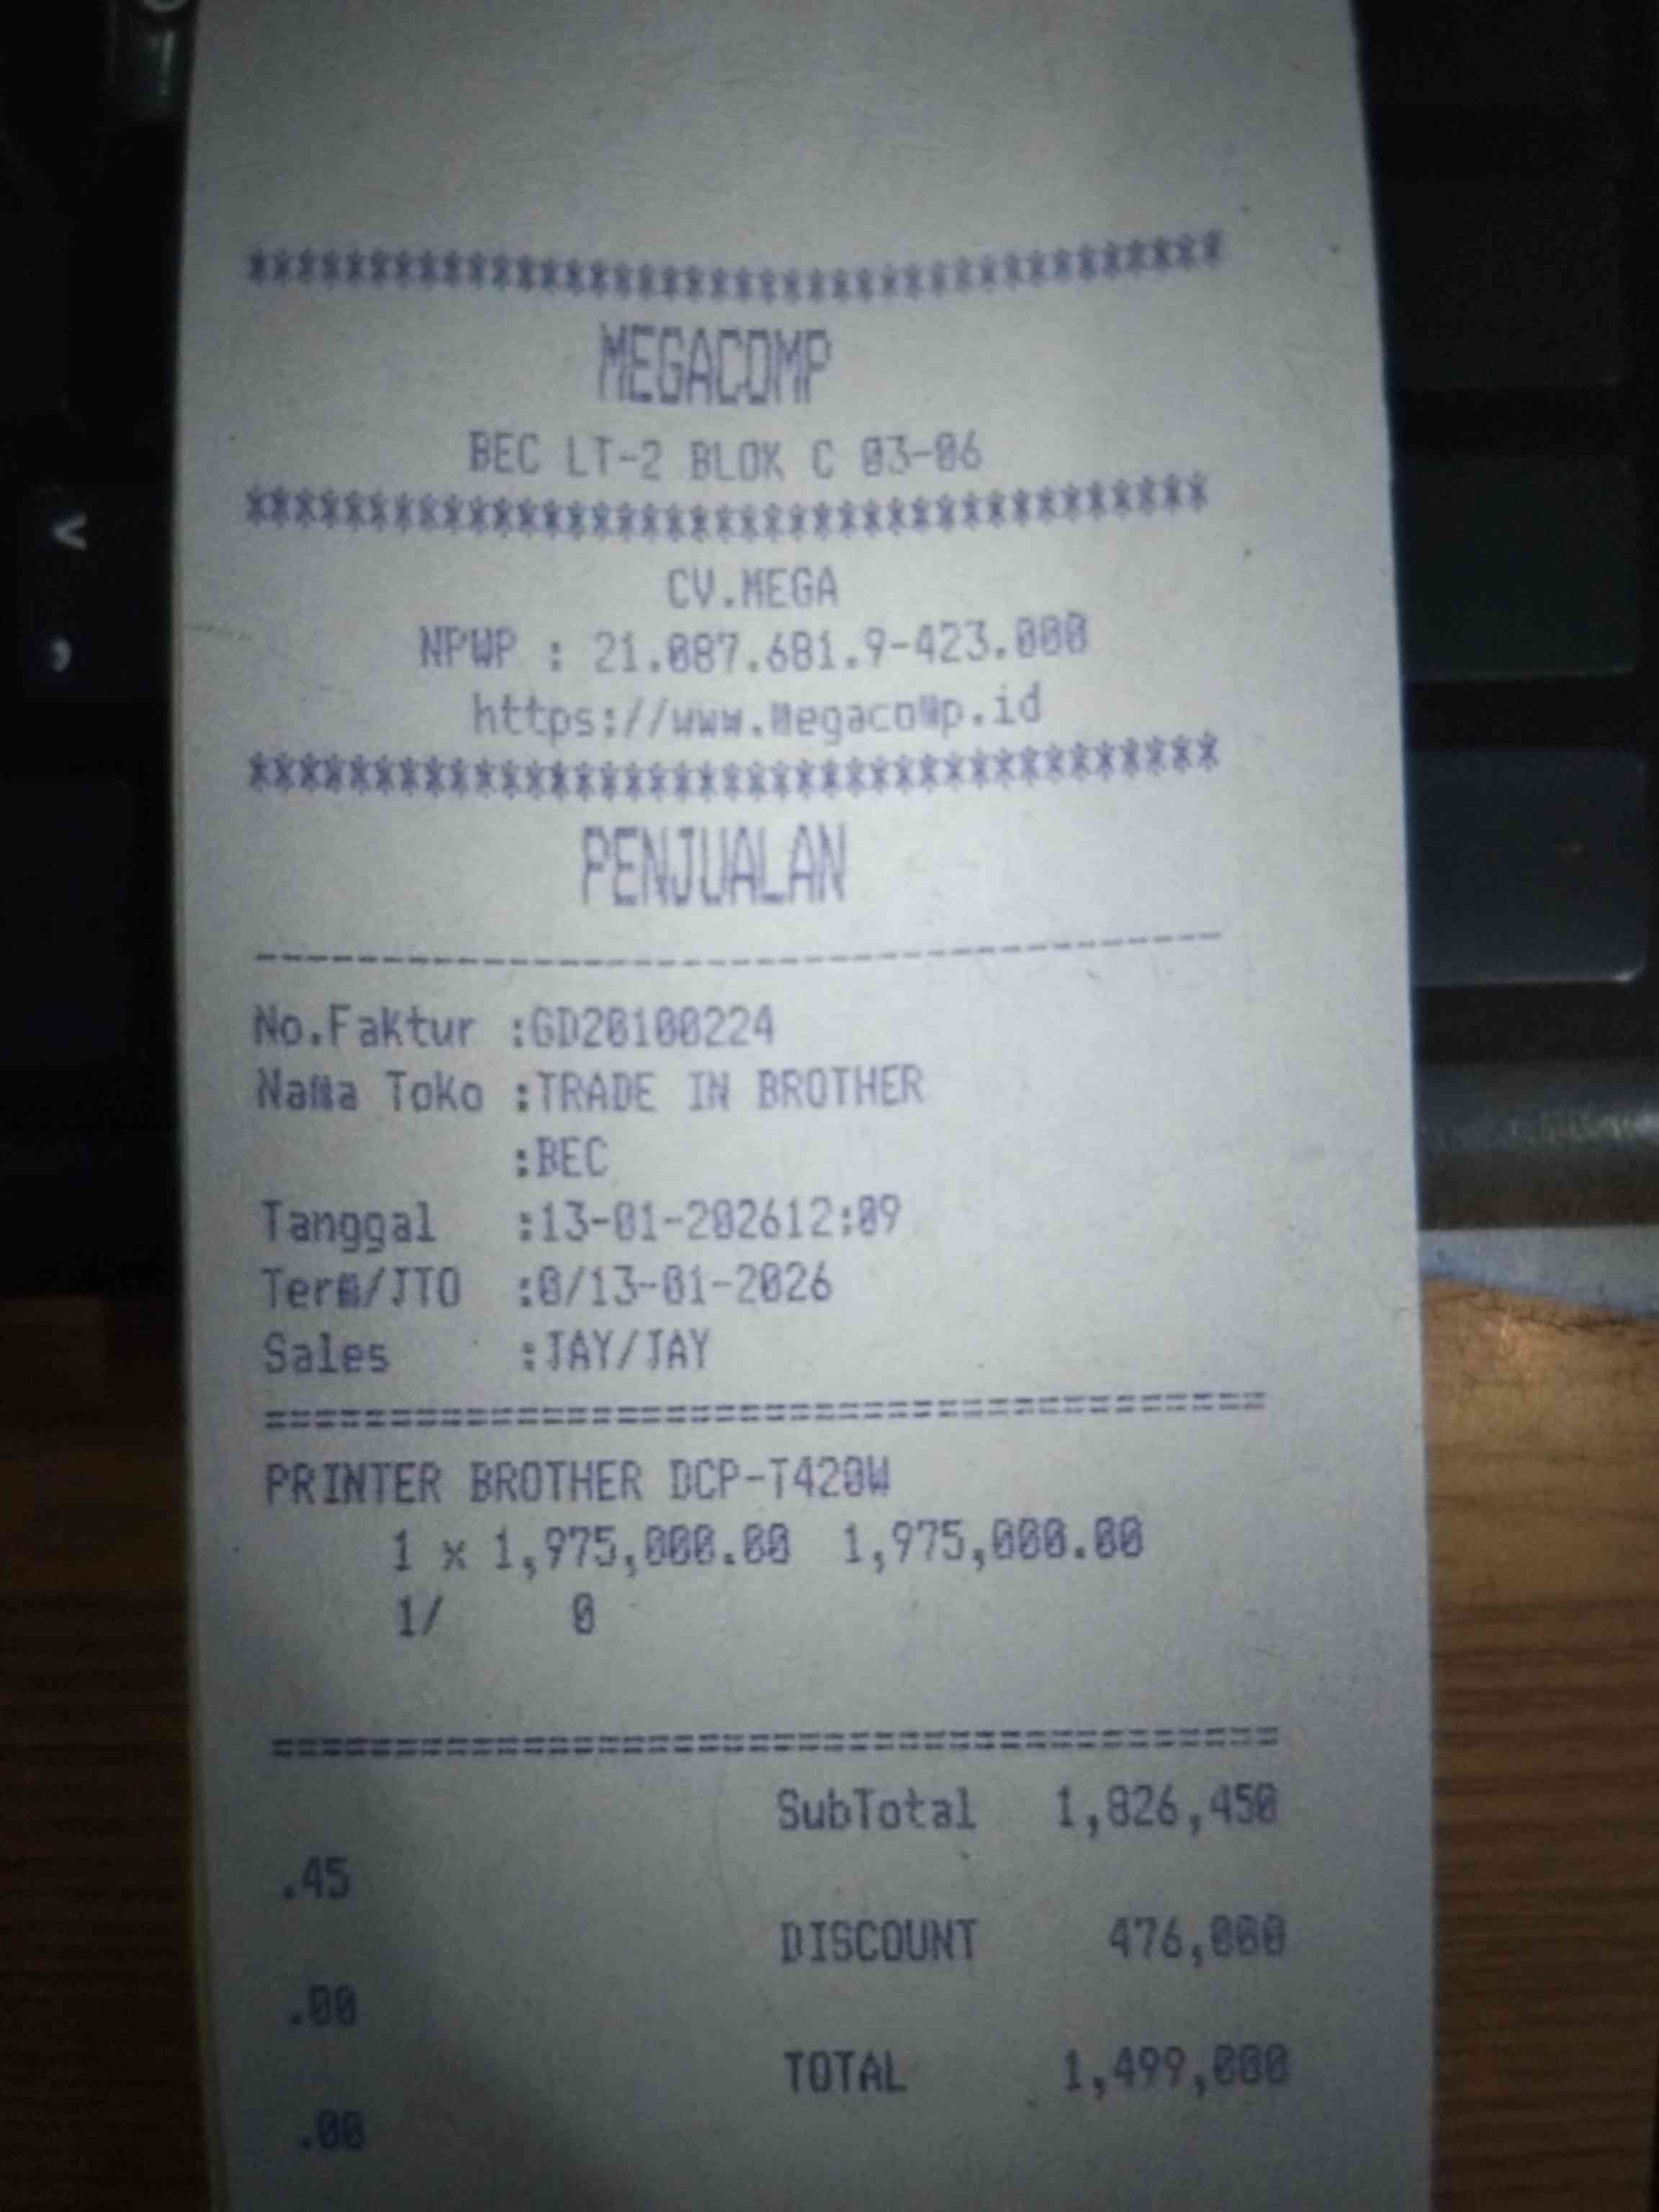 ***************************************
MEGACOMP
BEC LT-2 BLOK C 03-06
***************************************
CV.MEGA
NPWP : 21.087.681.9-423.000
https://www.megacomp.id
***************************************
PENJUALAN
---------------------------------------
No.Faktur :GD20100224
Nama Toko :TRADE IN BROTHER
:BEC
Tanggal :13-01-202612:09
Term/JTO :0/13-01-2026
Sales :JAY/JAY
========================================
PRINTER BROTHER DCP-T420W
1 x 1,975,000.00 1,975,000.00
1/ 0
========================================
SubTotal 1,826,450
.45
DISCOUNT 476,000
.00
TOTAL 1,499,000
.00